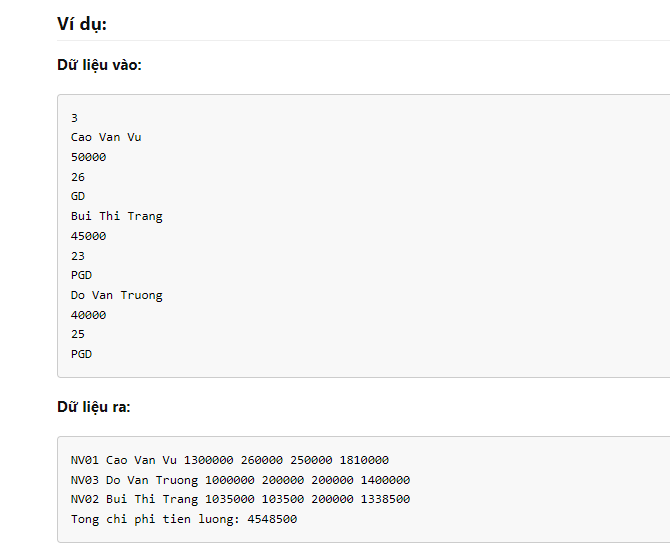 Ví dụ:
Dữ liệu vào:
3
Cao Van Vu
50000
26
GD
Bui Thi Trang
45000
23
PGD
Do Van Truong
40000
25
PGD
Dữ liệu ra:
NV01 Cao Van Vu 1300000 260000 250000 1810000
NV03 Do Van Truong 1000000 200000 200000 1400000
NV02 Bui Thi Trang 1035000 103500 200000 1338500
Tong chi phi tien luong: 4548500